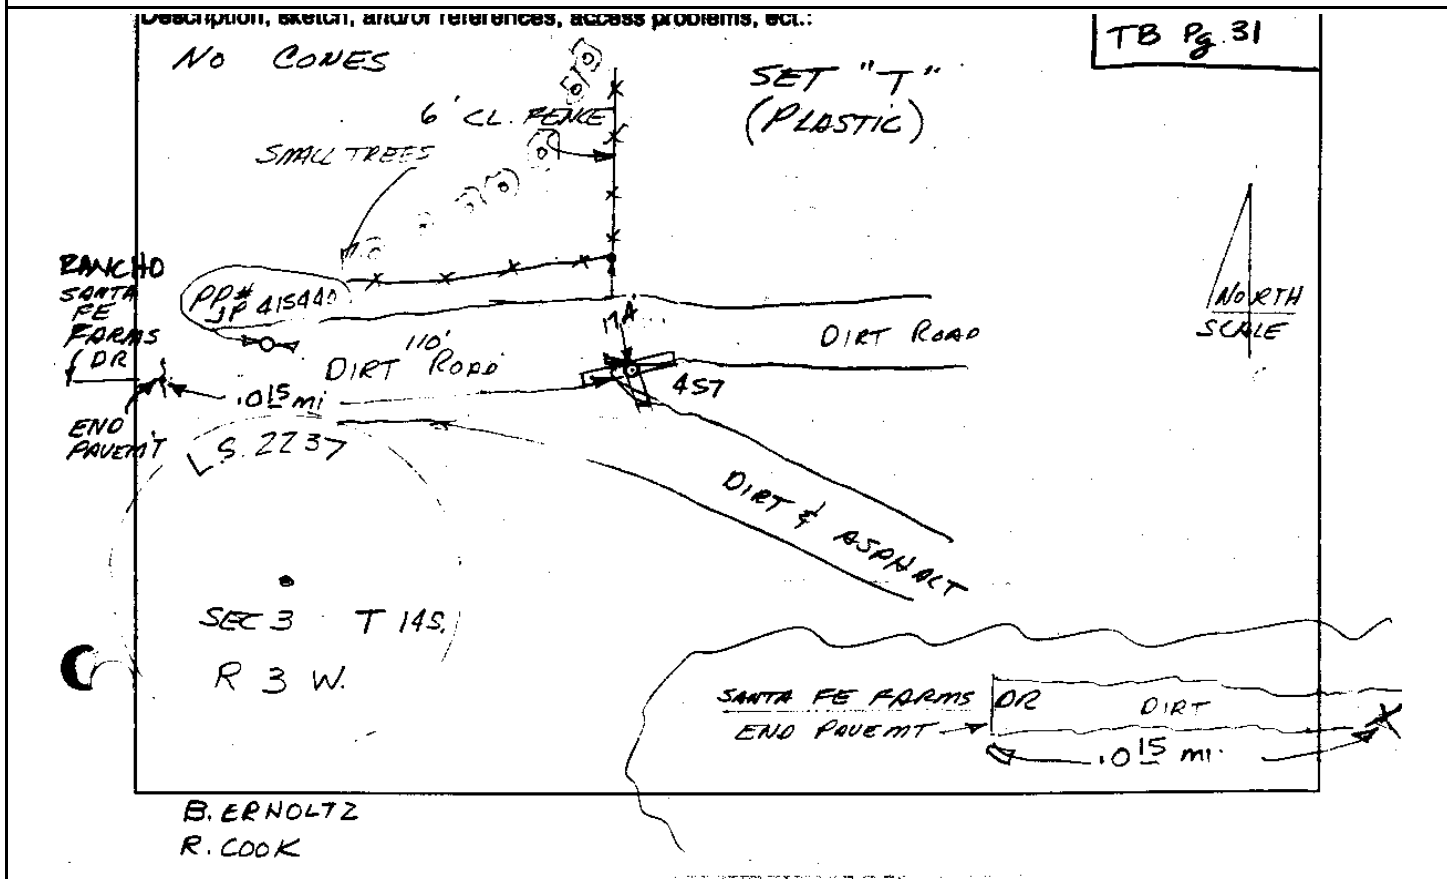 Description, sketch, and/or references, access problems, ect.:
TB Pg. 31
NO CONES
SET "T"
(PLASTIC)
6' CL. FENCE
SMALL TREES
RANCHO
SANTA
FE
FARMS
DR
PP#
JP 415440
NORTH
SCALE
DIRT ROAD
110'
DIRT ROAD
.015 mi
457
END
PAVEM'T
L.S. 2237
DIRT & ASPHALT
SEC 3 T 14S.
R 3 W.
SANTA FE FARMS DR
DIRT
END PAVEMT
.015 mi.
B. ERNOLTZ
R. COOK